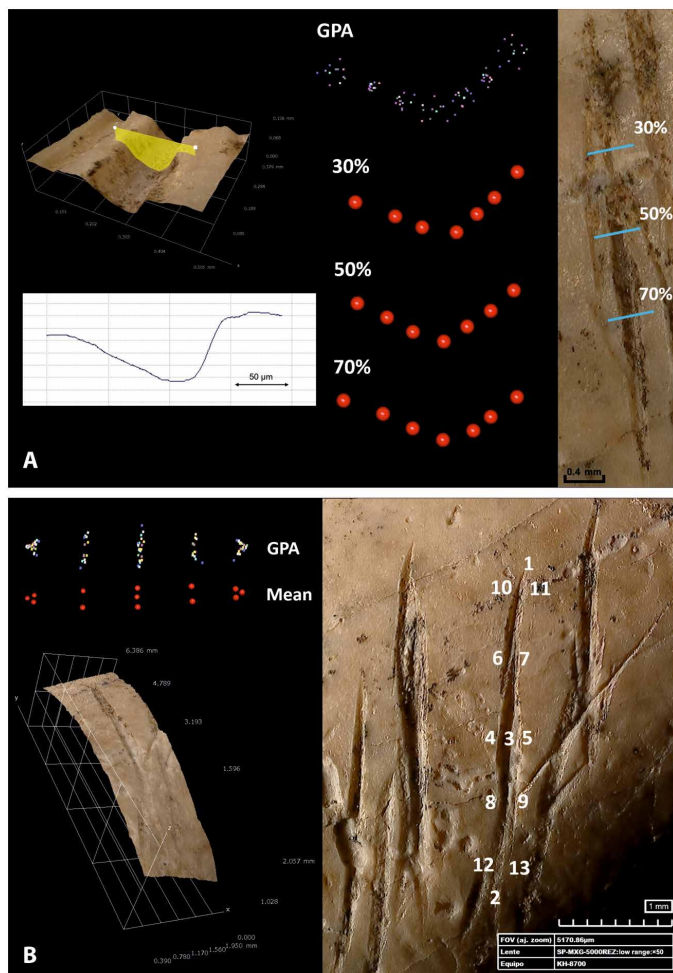 GPA
30%
50%
70%
50 µm
30%
50%
70%
0.4 mm
A
GPA
Mean
6.386 mm
4.789
3.193
1.596
2.057 mm
1.028
0.000
1.950 mm
1.560
1.170
0.780
0.390
y
z
x
B
1
10 11
6 7
4 3 5
8 9
12 13
2
1 mm
FOV (aj. zoom) 5170.86µm
Lente SP-MXG-5000REZ:low range:×50
Equipo KH-8700